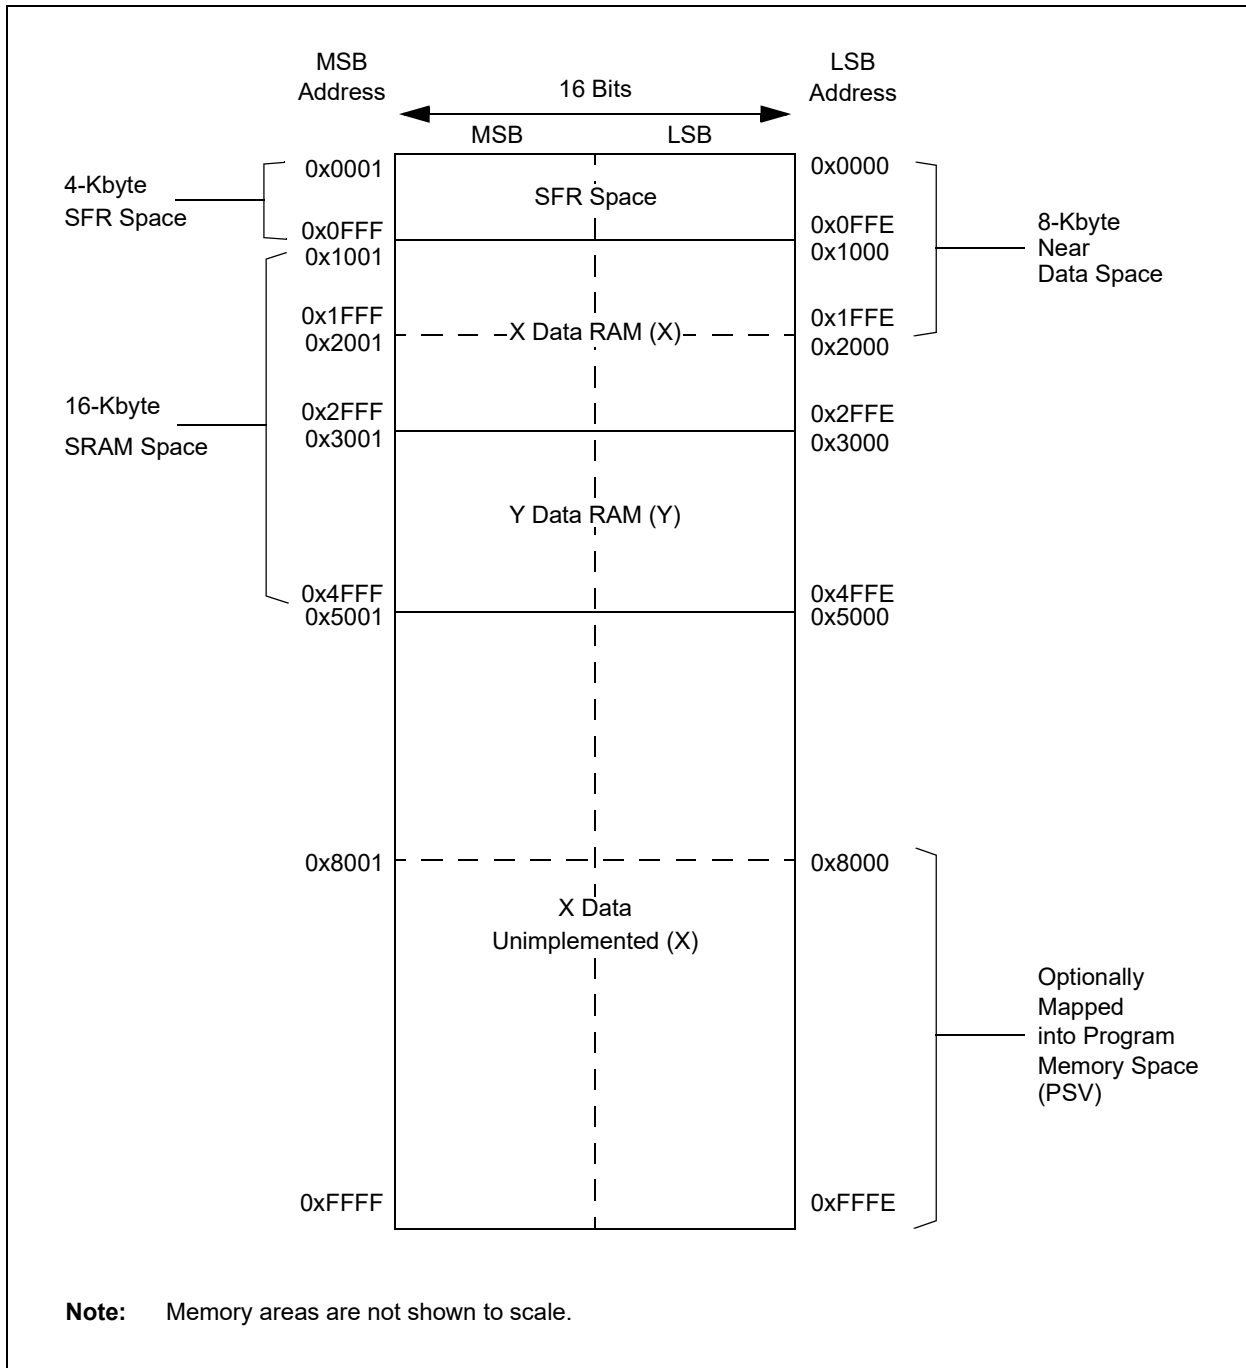 MSB
Address
LSB
Address
16 Bits
MSB
LSB
0x0001
0x0000
4-Kbyte
SFR Space
SFR Space
0x0FFF
0x0FFE
0x1001
0x1000
8-Kbyte
Near
Data Space
0x1FFF
0x1FFE
X Data RAM (X)
0x2001
0x2000
16-Kbyte
SRAM Space
0x2FFF
0x2FFE
0x3001
0x3000
Y Data RAM (Y)
0x4FFF
0x4FFE
0x5001
0x5000
0x8001
0x8000
X Data
Unimplemented (X)
Optionally
Mapped
into Program
Memory Space
(PSV)
0xFFFF
0xFFFE
Note: Memory areas are not shown to scale.